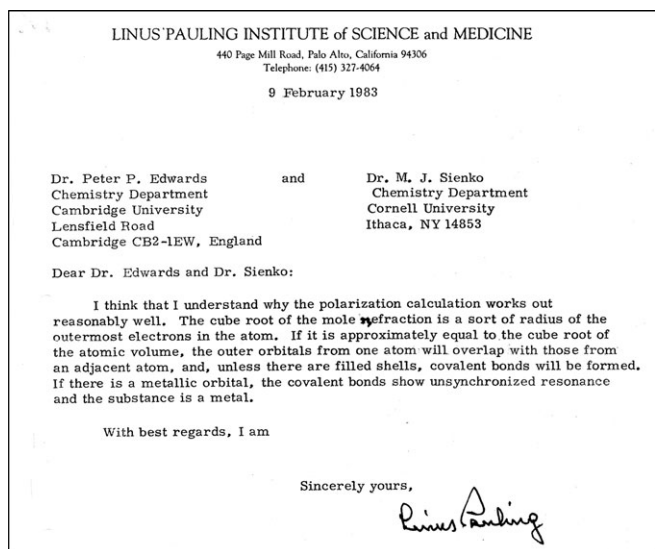 LINUS PAULING INSTITUTE of SCIENCE and MEDICINE
440 Page Mill Road, Palo Alto, California 94306
Telephone: (415) 327-4064
9 February 1983
Dr. Peter P. Edwards and Dr. M. J. Sienko
Chemistry Department Chemistry Department
Cambridge University Cornell University
Lensfield Road Ithaca, NY 14853
Cambridge CB2-1EW, England
Dear Dr. Edwards and Dr. Sienko:
I think that I understand why the polarization calculation works out
reasonably well. The cube root of the mole refraction is a sort of radius of the
outermost electrons in the atom. If it is approximately equal to the cube root of
the atomic volume, the outer orbitals from one atom will overlap with those from
an adjacent atom, and, unless there are filled shells, covalent bonds will be formed.
If there is a metallic orbital, the covalent bonds show unsynchronized resonance
and the substance is a metal.
With best regards, I am
Sincerely yours,
Linus Pauling